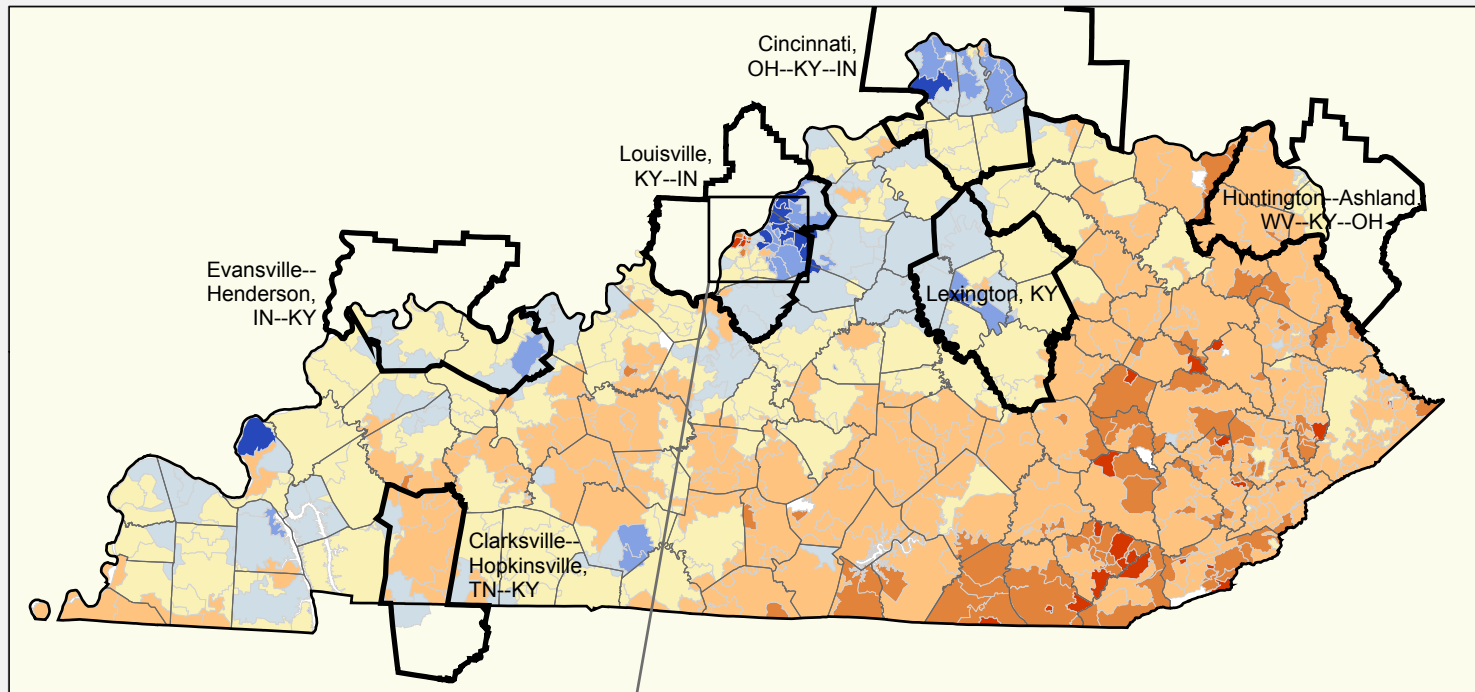 Cincinnati,
OH--KY--IN
Louisville,
KY--IN
Huntington--Ashland,
WV--KY--OH
Evansville--
Henderson,
IN--KY
Lexington, KY
Clarksville--
Hopkinsville,
TN--KY